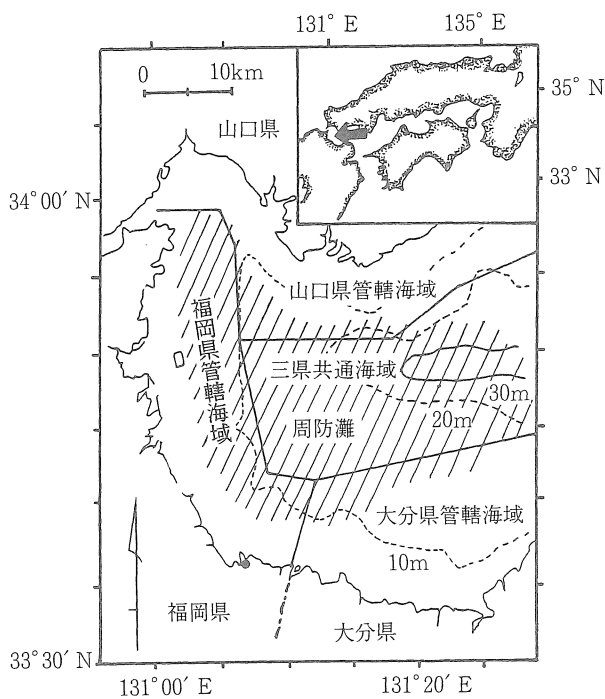 131° E
135° E
0
10km
35° N
山口県
33° N
34°00′ N
山口県管轄海域
福岡県管轄海域
三県共通海域
30m
20m
周防灘
大分県管轄海域
10m
福岡県
大分県
33°30′ N
131°00′ E
131°20′ E